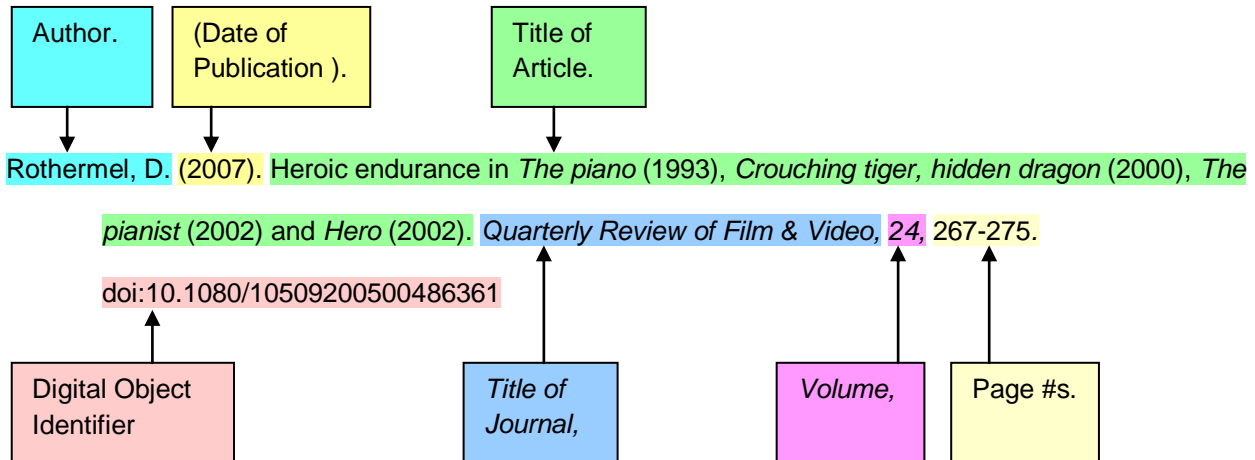 Author.
(Date of
Publication ).
Title of
Article.
Rothermel, D. (2007). Heroic endurance in The piano (1993), Crouching tiger, hidden dragon (2000), The
pianist (2002) and Hero (2002). Quarterly Review of Film & Video, 24, 267-275.
doi:10.1080/10509200500486361
Digital Object
Identifier
Title of
Journal,
Volume,
Page #s.